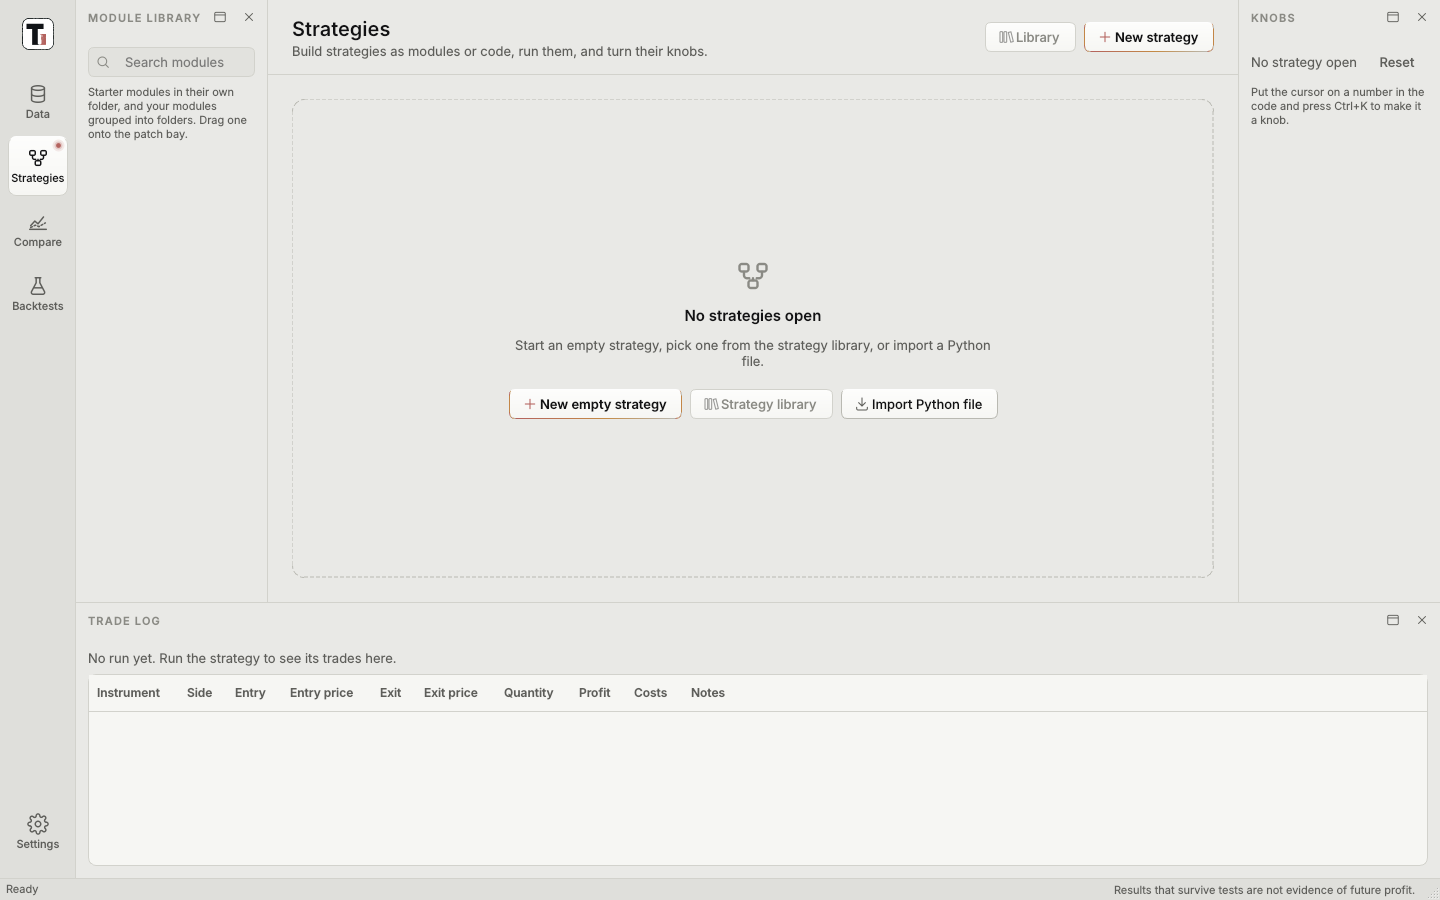 MODULE LIBRARY
Search modules
Starter modules in their own
folder, and your modules
grouped into folders. Drag one
onto the patch bay.
Data
Strategies
Compare
Backtests
Settings
Strategies
Build strategies as modules or code, run them, and turn their knobs.
Library
New strategy
No strategies open
Start an empty strategy, pick one from the strategy library, or import a Python
file.
New empty strategy
Strategy library
Import Python file
KNOBS
No strategy open
Reset
Put the cursor on a number in the
code and press Ctrl+K to make it
a knob.
TRADE LOG
No run yet. Run the strategy to see its trades here.
Instrument Side Entry Entry price Exit Exit price Quantity Profit Costs Notes
Ready
Results that survive tests are not evidence of future profit.